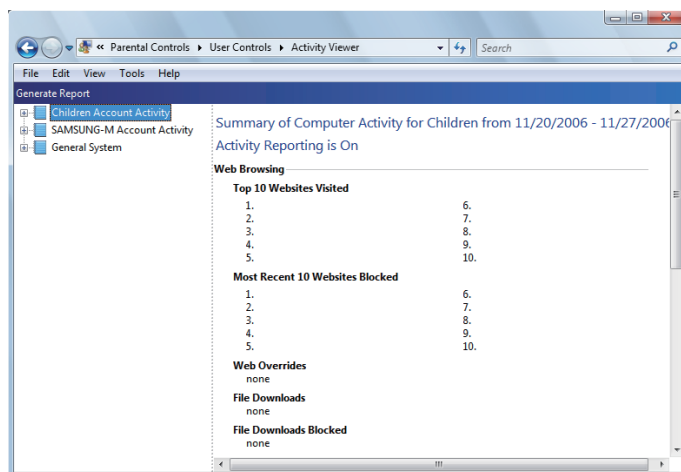 « Parental Controls ▸ User Controls ▸ Activity Viewer
Search
File Edit View Tools Help
Generate Report
Children Account Activity
SAMSUNG-M Account Activity
General System
Summary of Computer Activity for Children from 11/20/2006 - 11/27/2006
Activity Reporting is On
Web Browsing
Top 10 Websites Visited
1. 6.
2. 7.
3. 8.
4. 9.
5. 10.
Most Recent 10 Websites Blocked
1. 6.
2. 7.
3. 8.
4. 9.
5. 10.
Web Overrides
none
File Downloads
none
File Downloads Blocked
none